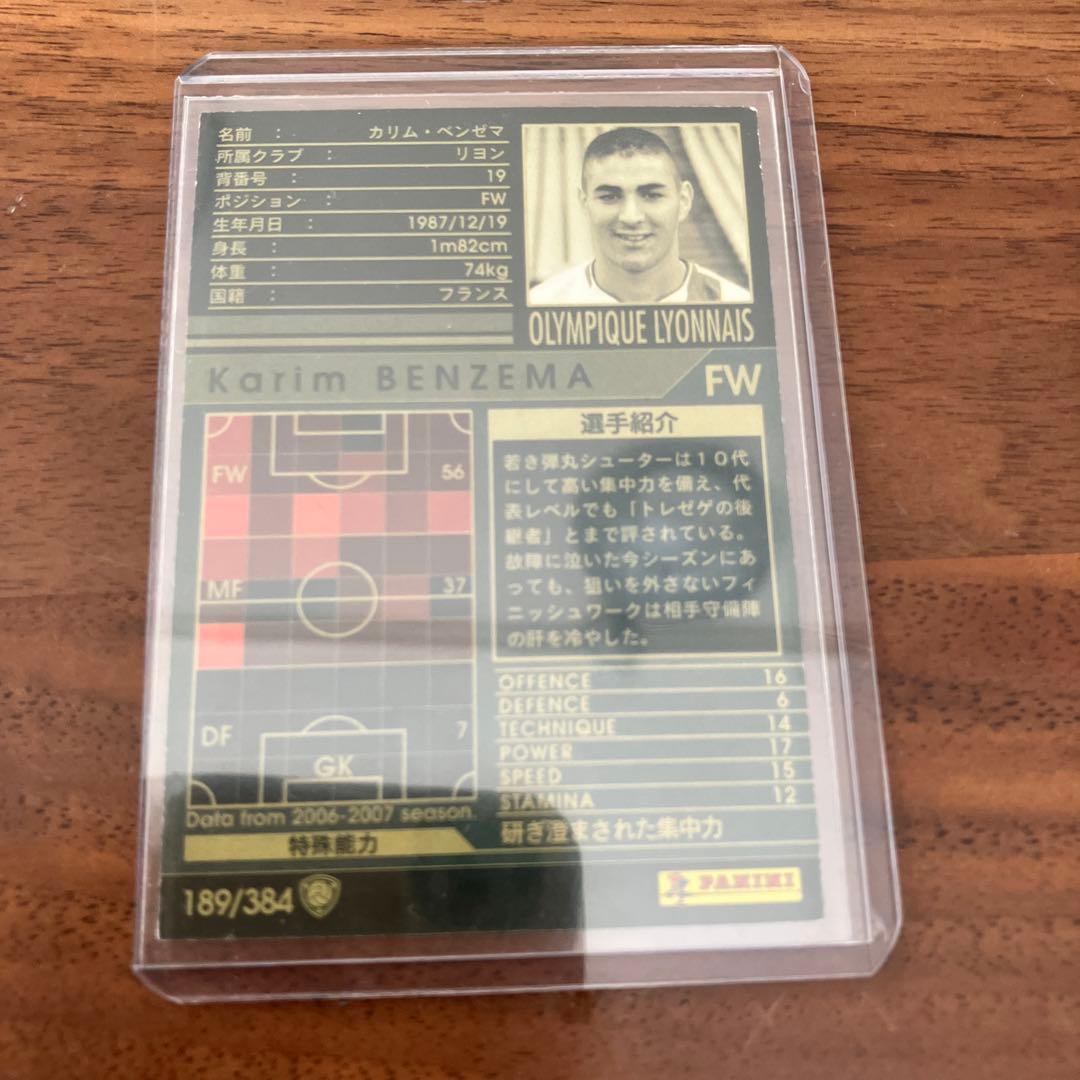 名前 : カリム・ベンゼマ
所属クラブ : リヨン
背番号 : 19
ポジション : FW
生年月日 : 1987/12/19
身長 : 1m82cm
体重 : 74kg
国籍 : フランス
OLYMPIQUE LYONNAIS
Karim BENZEMA
FW
FW 56
MF 37
DF 7
GK
Data from 2006-2007 season.
選手紹介
若き弾丸シューターは10代
にして高い集中力を備え、代
表レベルでも「トレゼゲの後
継者」とまで評されている。
故障に泣いた今シーズンにあ
っても、狙いを外さないフィ
ニッシュワークは相手守備陣
の肝を冷やした。
OFFENCE 16
DEFENCE 6
TECHNIQUE 14
POWER 17
SPEED 15
STAMINA 12
特殊能力
研ぎ澄まされた集中力
189/384
PANINI